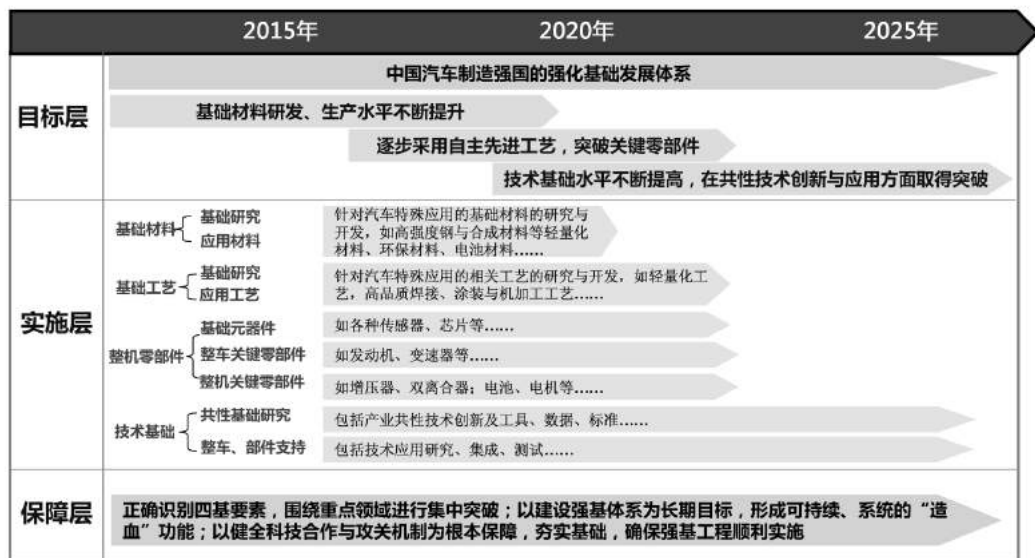 2015年
2020年
2025年
目标层
中国汽车制造强国的强化基础发展体系
基础材料研发、生产水平不断提升
逐步采用自主先进工艺，突破关键零部件
技术基础水平不断提高，在共性技术创新与应用方面取得突破
实施层
基础材料
基础研究
应用材料
针对汽车特殊应用的基础材料的研究与
开发，如高强度钢与合成材料等轻量化
材料、环保材料、电池材料......
基础工艺
基础研究
应用工艺
针对汽车特殊应用的相关工艺的研究与开发，如轻量化工
艺，高品质焊接、涂装与机加工工艺......
整机零部件
基础元器件
如各种传感器、芯片等......
整车关键零部件
如发动机、变速器等......
整机关键零部件
如增压器、双离合器；电池、电机等......
技术基础
共性基础研究
包括产业共性技术创新及工具、数据、标准......
整车、部件支持
包括技术应用研究、集成、测试......
保障层
正确识别四基要素，围绕重点领域进行集中突破；以建设强基体系为长期目标，形成可持续、系统的“造
血”功能；以健全科技合作与攻关机制为根本保障，夯实基础，确保强基工程顺利实施